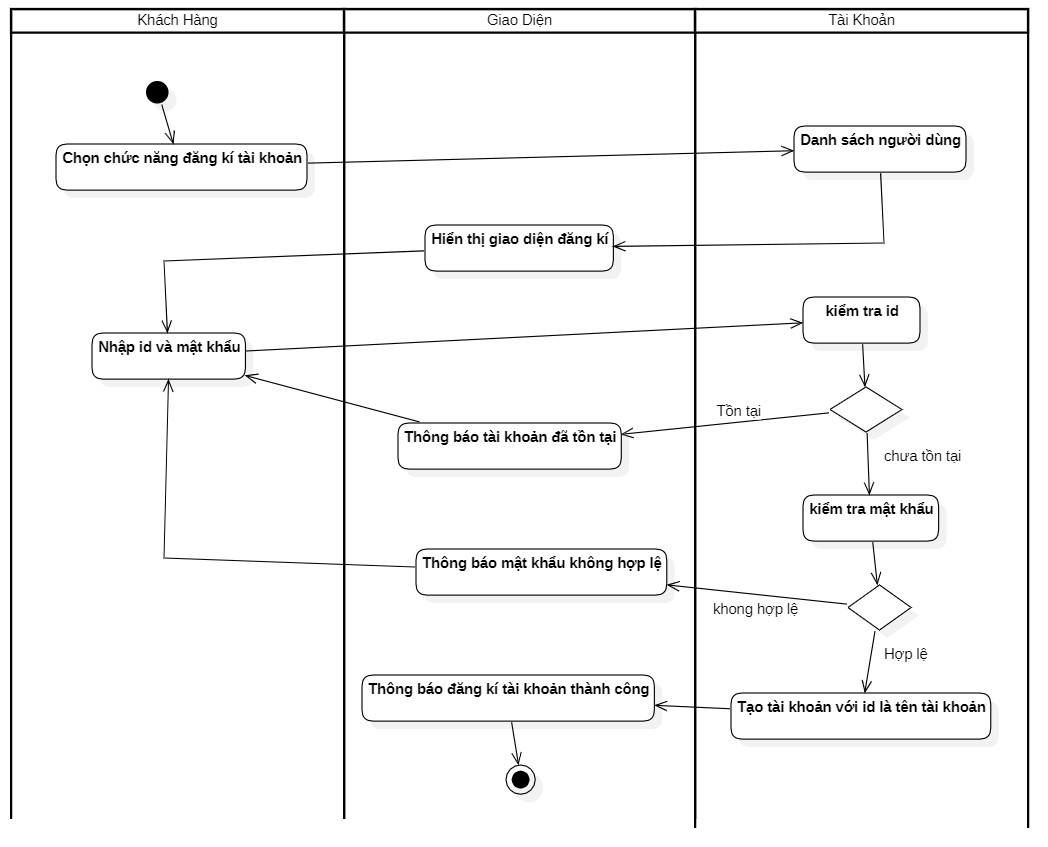 Khách Hàng
Giao Diện
Tài Khoản
Chọn chức năng đăng kí tài khoản
Danh sách người dùng
Hiển thị giao diện đăng kí
kiểm tra id
Nhập id và mật khẩu
Tồn tại
Thông báo tài khoản đã tồn tại
chưa tồn tại
kiểm tra mật khẩu
Thông báo mật khẩu không hợp lệ
khong hợp lệ
Hợp lệ
Thông báo đăng kí tài khoản thành công
Tạo tài khoản với id là tên tài khoản